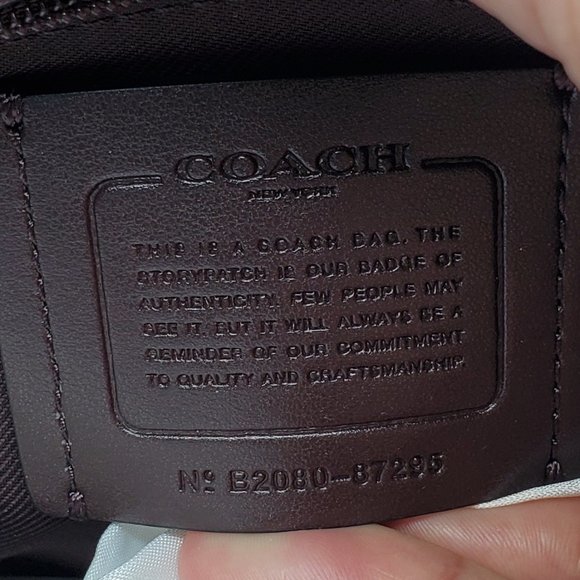 COACH
NEW YORK
THIS IS A COACH BAG. THE
STORYPATCH IS OUR BADGE OF
AUTHENTICITY. FEW PEOPLE MAY
SEE IT, BUT IT WILL ALWAYS BE A
REMINDER OF OUR COMMITMENT
TO QUALITY AND CRAFTSMANSHIP.
Nº B2080-87295